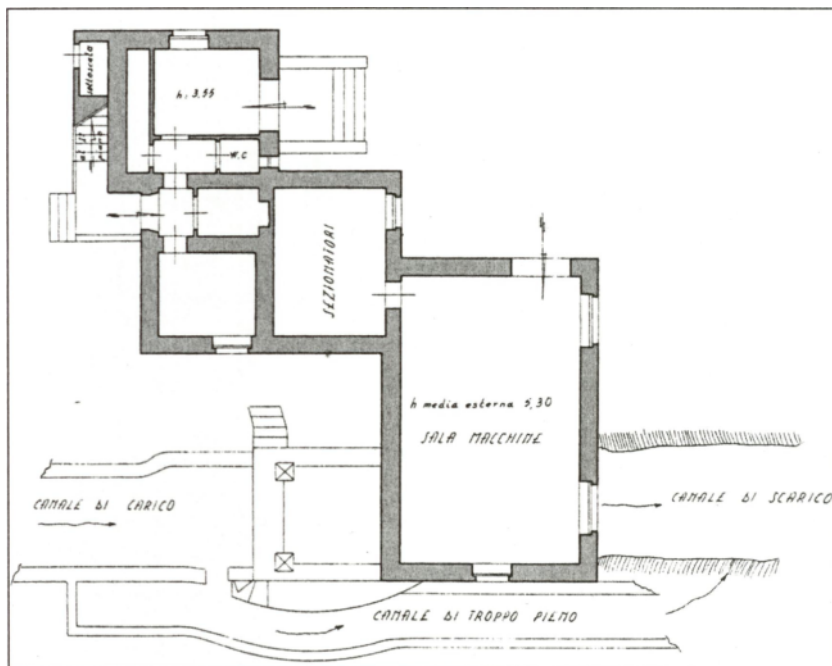 sottoscala
h. 3,55
W.C
SEZIONATORI
h media esterna 5,30
SALA MACCHINE
CANALE DI CARICO
CANALE DI SCARICO
CANALE DI TROPPO PIENO